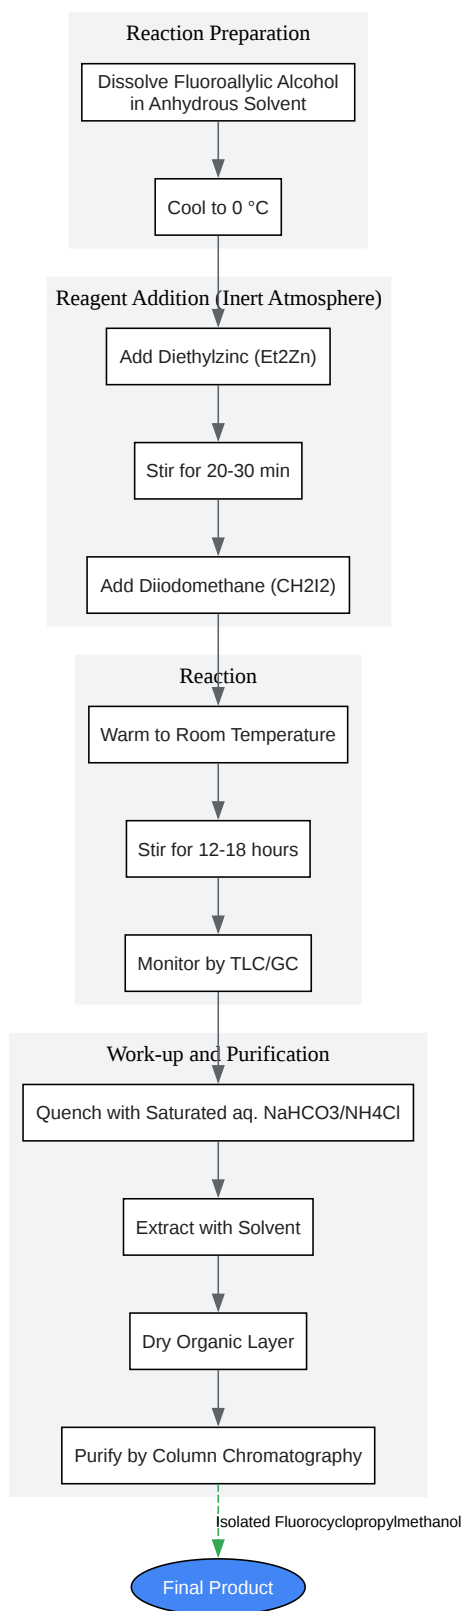 Reaction Preparation
Dissolve Fluoroallylic Alcohol
in Anhydrous Solvent
Cool to 0 °C
Reagent Addition (Inert Atmosphere)
Add Diethylzinc (Et2Zn)
Stir for 20-30 min
Add Diiodomethane (CH2I2)
Reaction
Warm to Room Temperature
Stir for 12-18 hours
Monitor by TLC/GC
Work-up and Purification
Quench with Saturated aq. NaHCO3/NH4Cl
Extract with Solvent
Dry Organic Layer
Purify by Column Chromatography
Isolated Fluorocyclopropylmethanol
Final Product